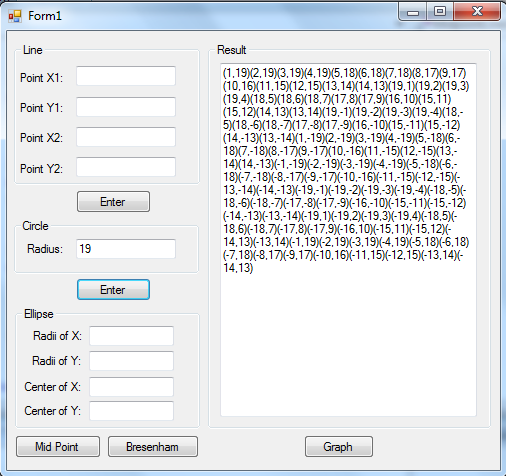 Form1
Line
Point X1:
Point Y1:
Point X2:
Point Y2:
Enter
Circle
Radius: 19
Enter
Ellipse
Radii of X:
Radii of Y:
Center of X:
Center of Y:
Mid Point Bresenham
Result
(1,19)(2,19)(3,19)(4,19)(5,18)(6,18)(7,18)(8,17)(9,17)
(10,16)(11,15)(12,15)(13,14)(14,13)(19,1)(19,2)(19,3)
(19,4)(18,5)(18,6)(18,7)(17,8)(17,9)(16,10)(15,11)
(15,12)(14,13)(13,14)(19,-1)(19,-2)(19,-3)(19,-4)(18,-
5)(18,-6)(18,-7)(17,-8)(17,-9)(16,-10)(15,-11)(15,-12)
(14,-13)(13,-14)(1,-19)(2,-19)(3,-19)(4,-19)(5,-18)(6,-
18)(7,-18)(8,-17)(9,-17)(10,-16)(11,-15)(12,-15)(13,-
14)(14,-13)(-1,-19)(-2,-19)(-3,-19)(-4,-19)(-5,-18)(-6,-
18)(-7,-18)(-8,-17)(-9,-17)(-10,-16)(-11,-15)(-12,-15)(-
13,-14)(-14,-13)(-19,-1)(-19,-2)(-19,-3)(-19,-4)(-18,-5)(-
18,-6)(-18,-7)(-17,-8)(-17,-9)(-16,-10)(-15,-11)(-15,-12)
(-14,-13)(-13,-14)(-19,1)(-19,2)(-19,3)(-19,4)(-18,5)(-
18,6)(-18,7)(-17,8)(-17,9)(-16,10)(-15,11)(-15,12)(-
14,13)(-13,14)(-1,19)(-2,19)(-3,19)(-4,19)(-5,18)(-6,18)
(-7,18)(-8,17)(-9,17)(-10,16)(-11,15)(-12,15)(-13,14)(-
14,13)
Graph